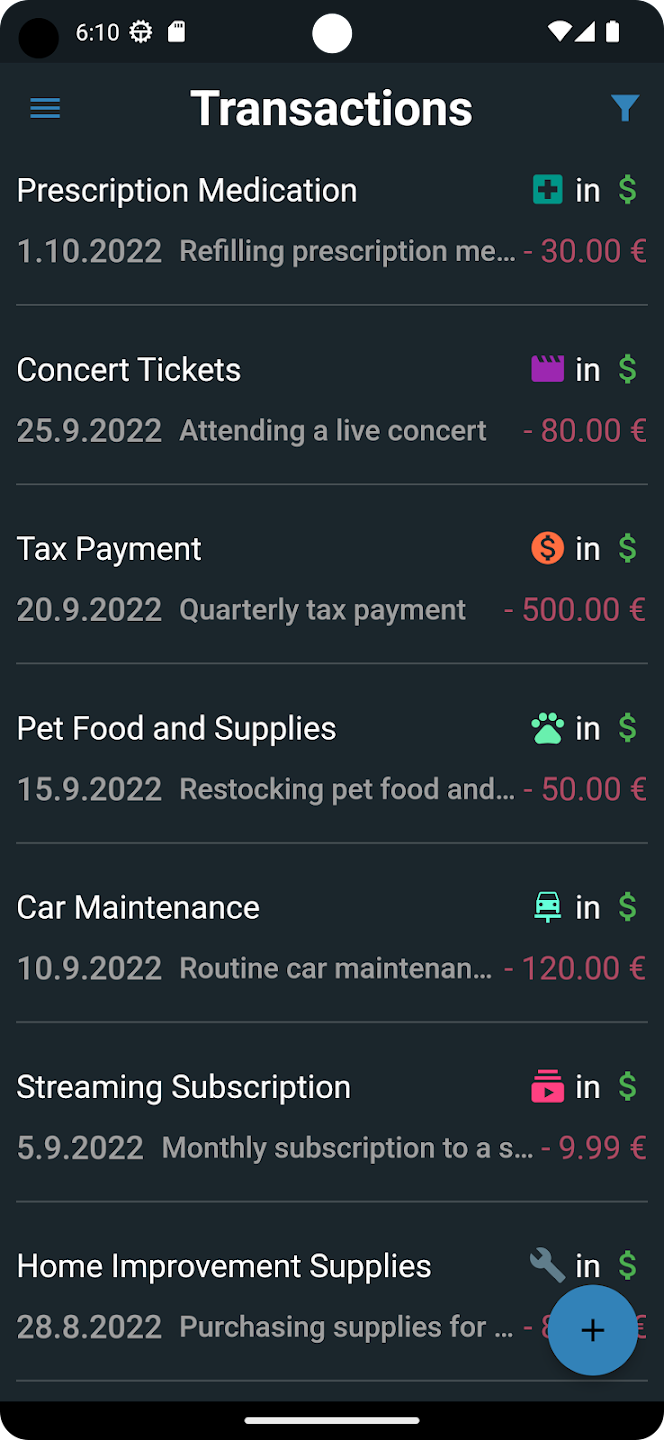 6:10
Transactions
Prescription Medication in $
1.10.2022 Refilling prescription me... - 30.00 €
Concert Tickets in $
25.9.2022 Attending a live concert - 80.00 €
Tax Payment $ in $
20.9.2022 Quarterly tax payment - 500.00 €
Pet Food and Supplies in $
15.9.2022 Restocking pet food and... - 50.00 €
Car Maintenance in $
10.9.2022 Routine car maintenan... - 120.00 €
Streaming Subscription in $
5.9.2022 Monthly subscription to a s... - 9.99 €
Home Improvement Supplies in $
28.8.2022 Purchasing supplies for ... -
+